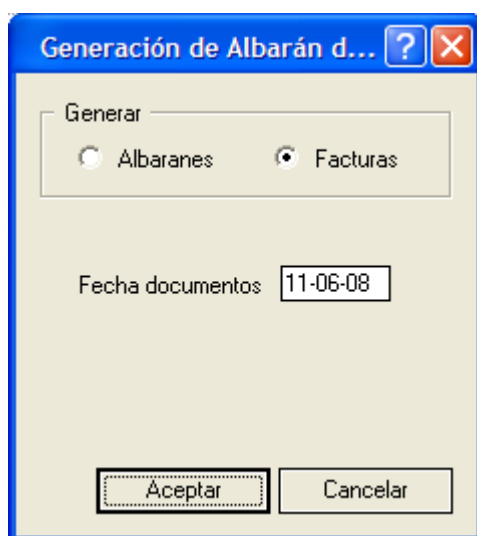 Generación de Albarán d...
Generar
Albaranes Facturas
Fecha documentos 11-06-08
Aceptar Cancelar